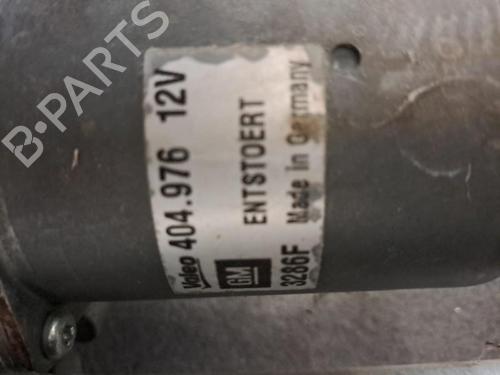 Valeo 404.976 12V
GM ENTSTOERT
3286F Made in Germany
B-PARTS